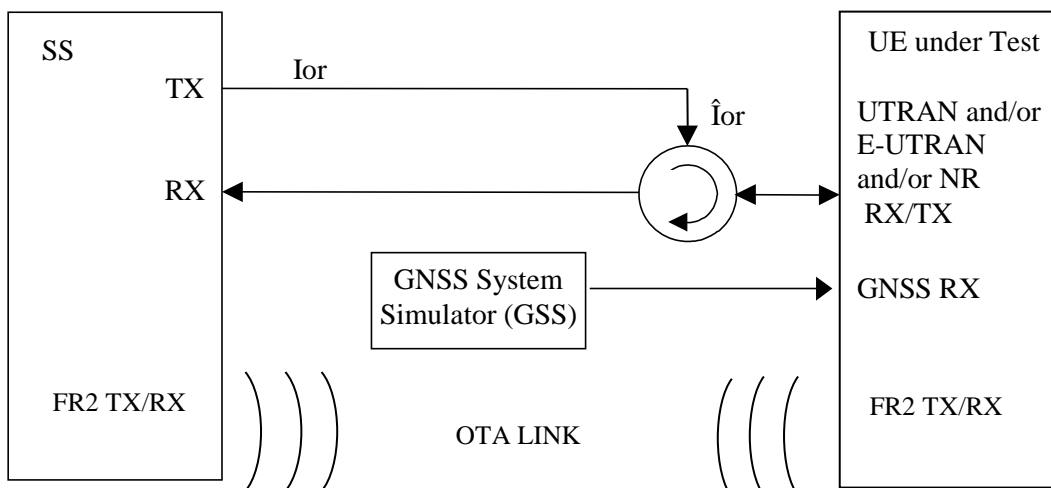 SS
TX
Ior
Îor
RX
UE under Test
UTRAN and/or
E-UTRAN
and/or NR
RX/TX
GNSS System
Simulator (GSS)
GNSS RX
FR2 TX/RX
OTA LINK
FR2 TX/RX